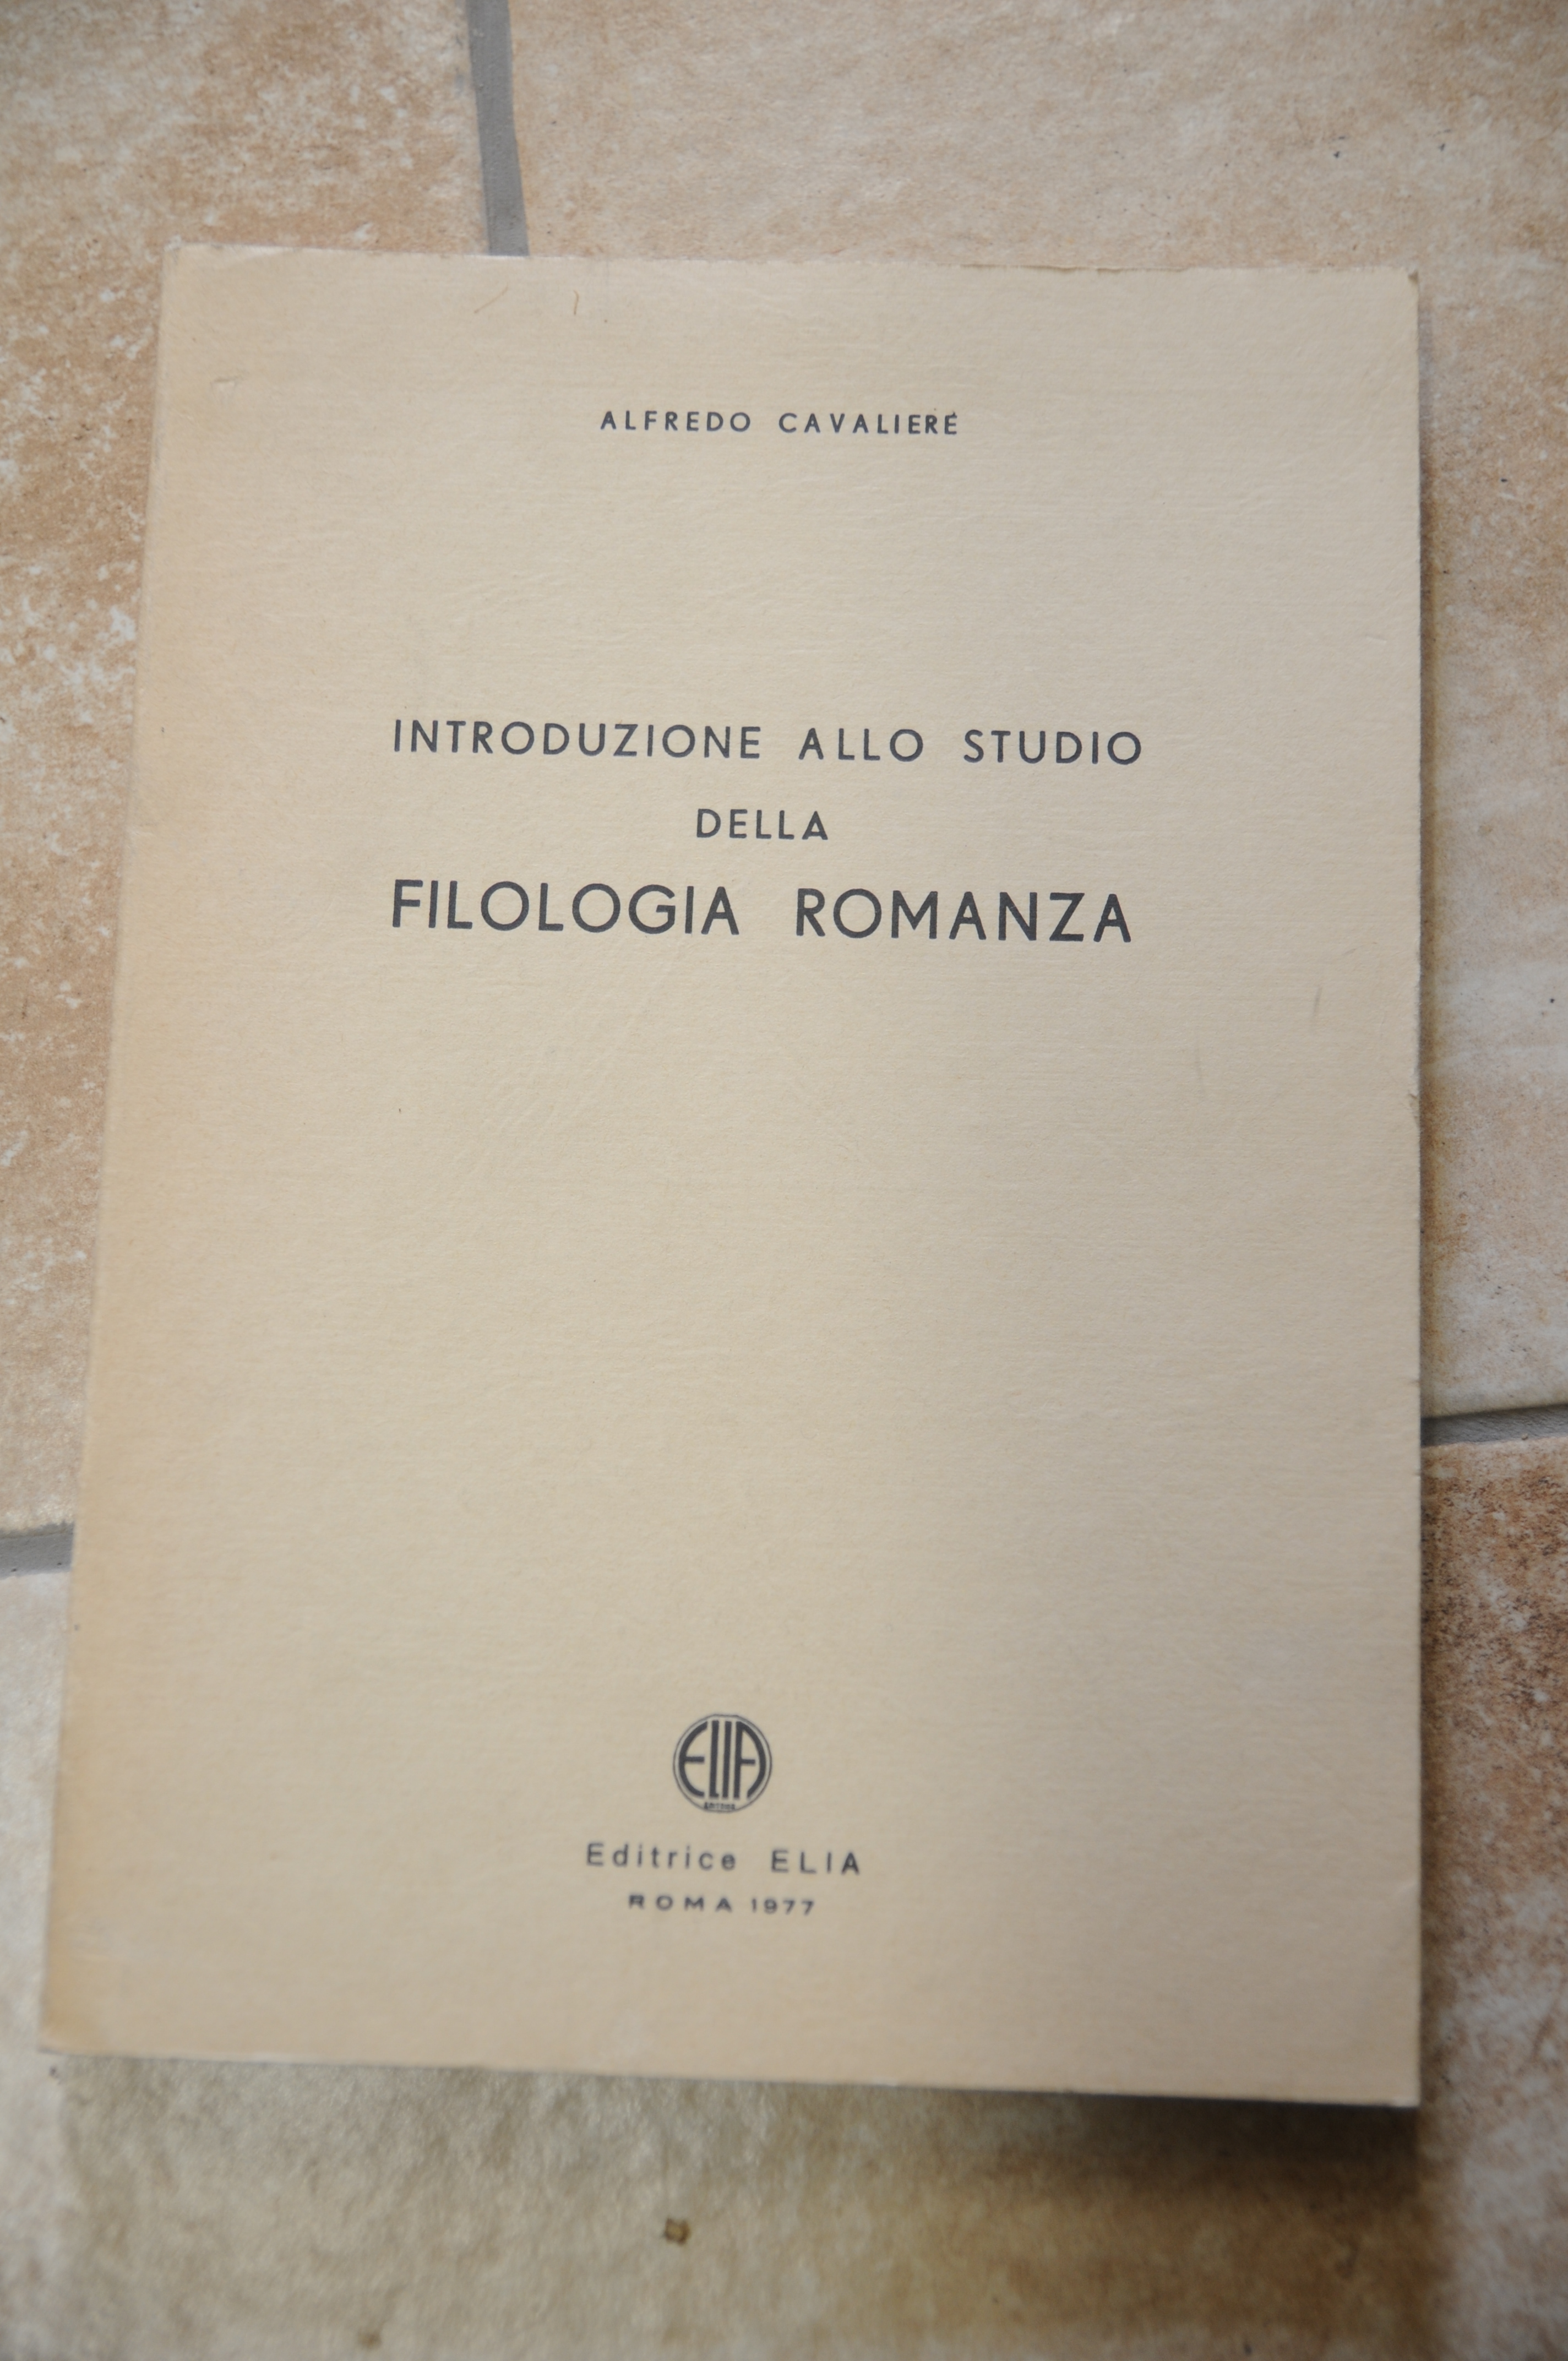 ALFREDO CAVALIERE
INTRODUZIONE ALLO STUDIO
DELLA
FILOLOGIA ROMANZA
ELIA
Editrice ELIA
ROMA 1977